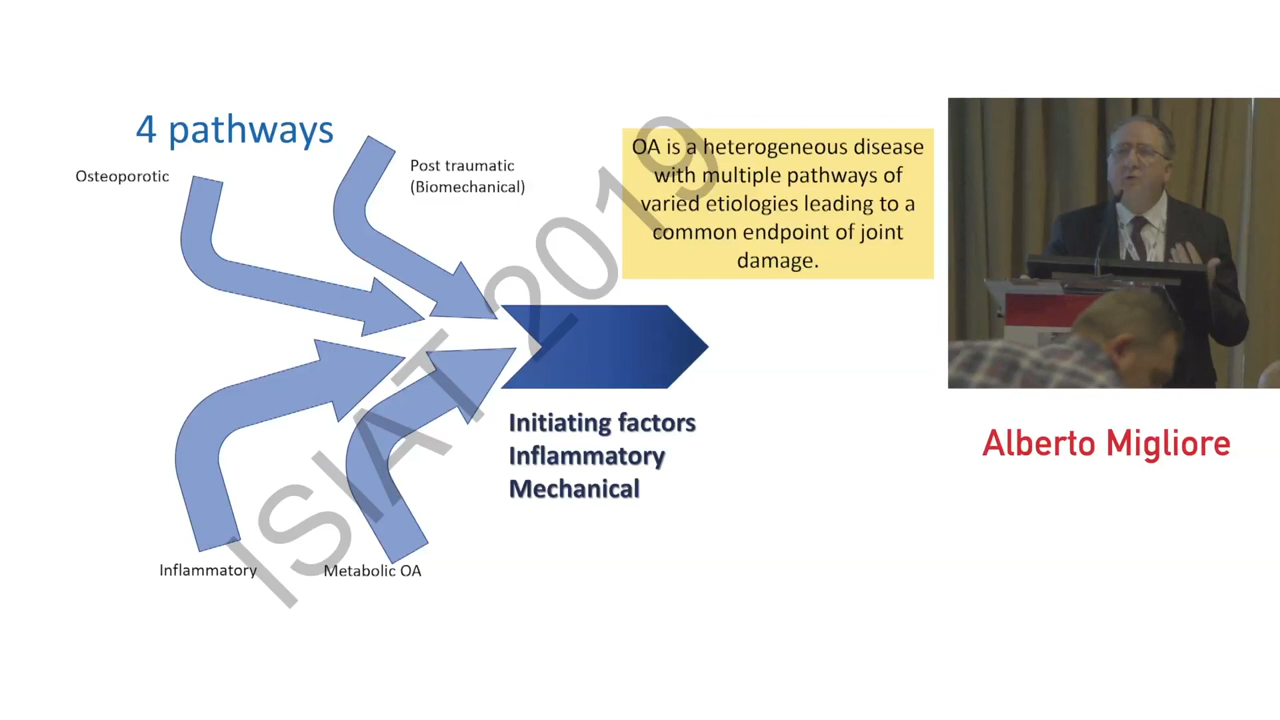 4 pathways
Osteoporotic
Post traumatic
(Biomechanical)
OA is a heterogeneous disease
with multiple pathways of
varied etiologies leading to a
common endpoint of joint
damage.
Initiating factors
Inflammatory
Mechanical
Inflammatory
Metabolic OA
ISIAT 2019
Alberto Migliore